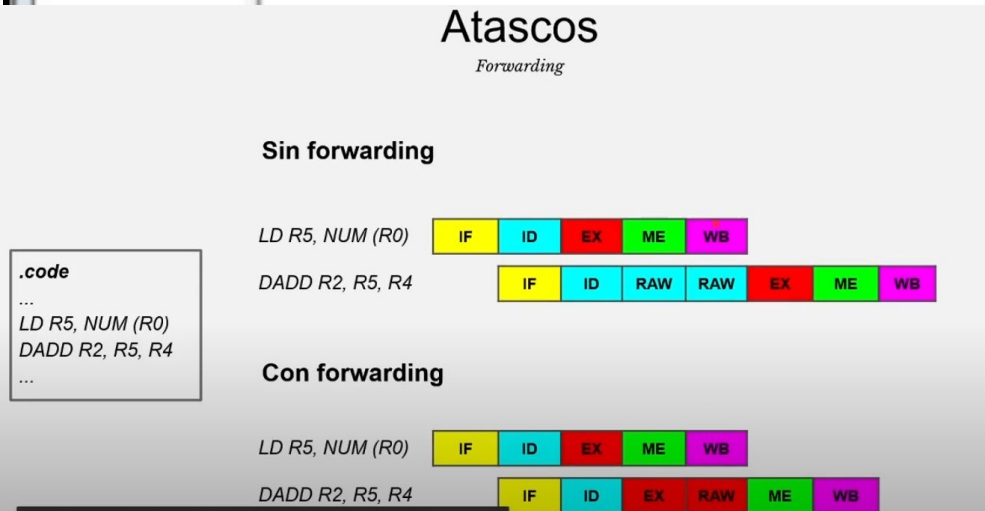 Atascos
Forwarding
Sin forwarding
LD R5, NUM (R0) IF ID EX ME WB
DADD R2, R5, R4 IF ID RAW RAW EX ME WB
.code
...
LD R5, NUM (R0)
DADD R2, R5, R4
...
Con forwarding
LD R5, NUM (R0) IF ID EX ME WB
DADD R2, R5, R4 IF ID EX RAW ME WB